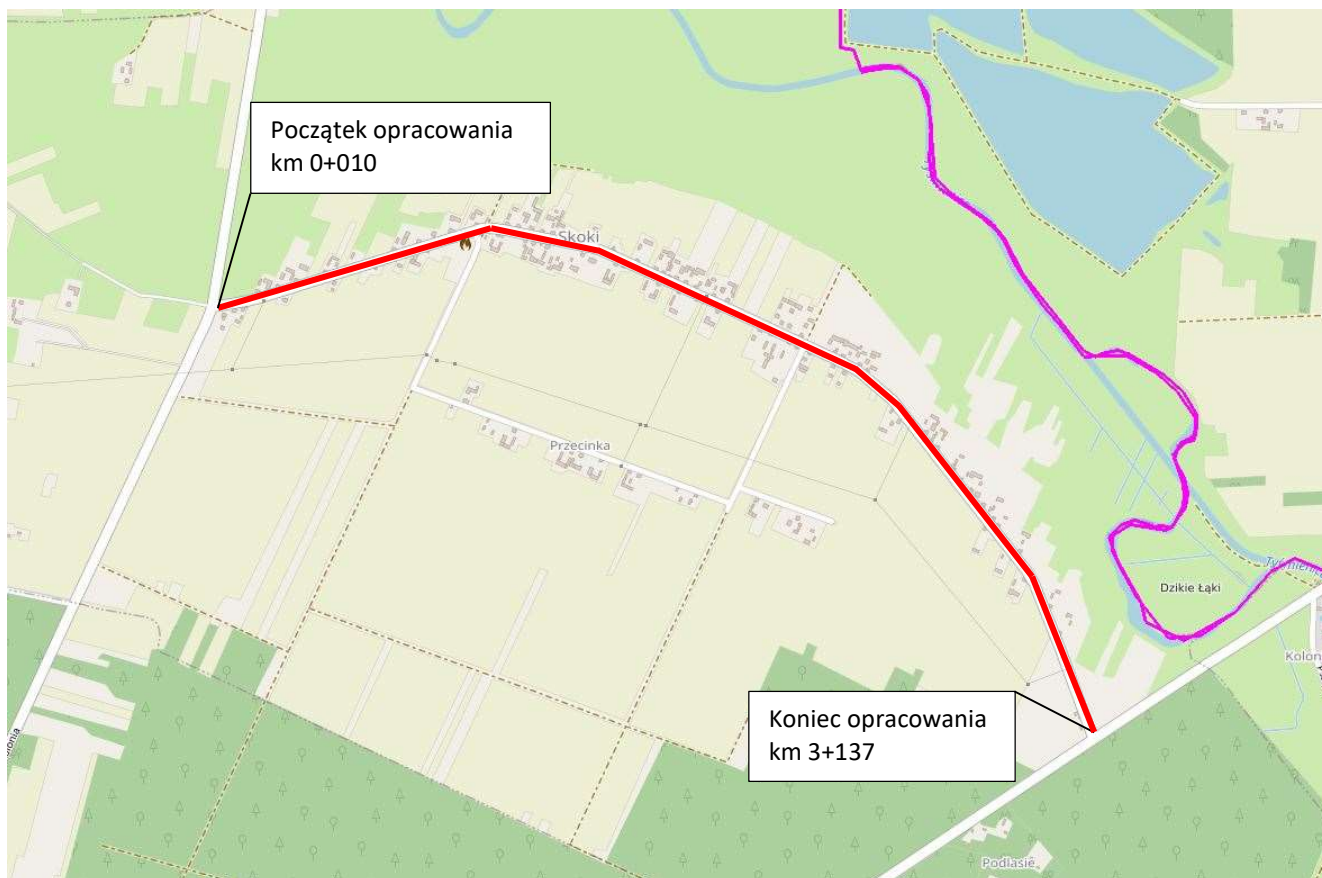 Początek opracowania
km 0+010
Skoki
Przecinka
Dzikie Łąki
Koniec opracowania
km 3+137
Podlasie